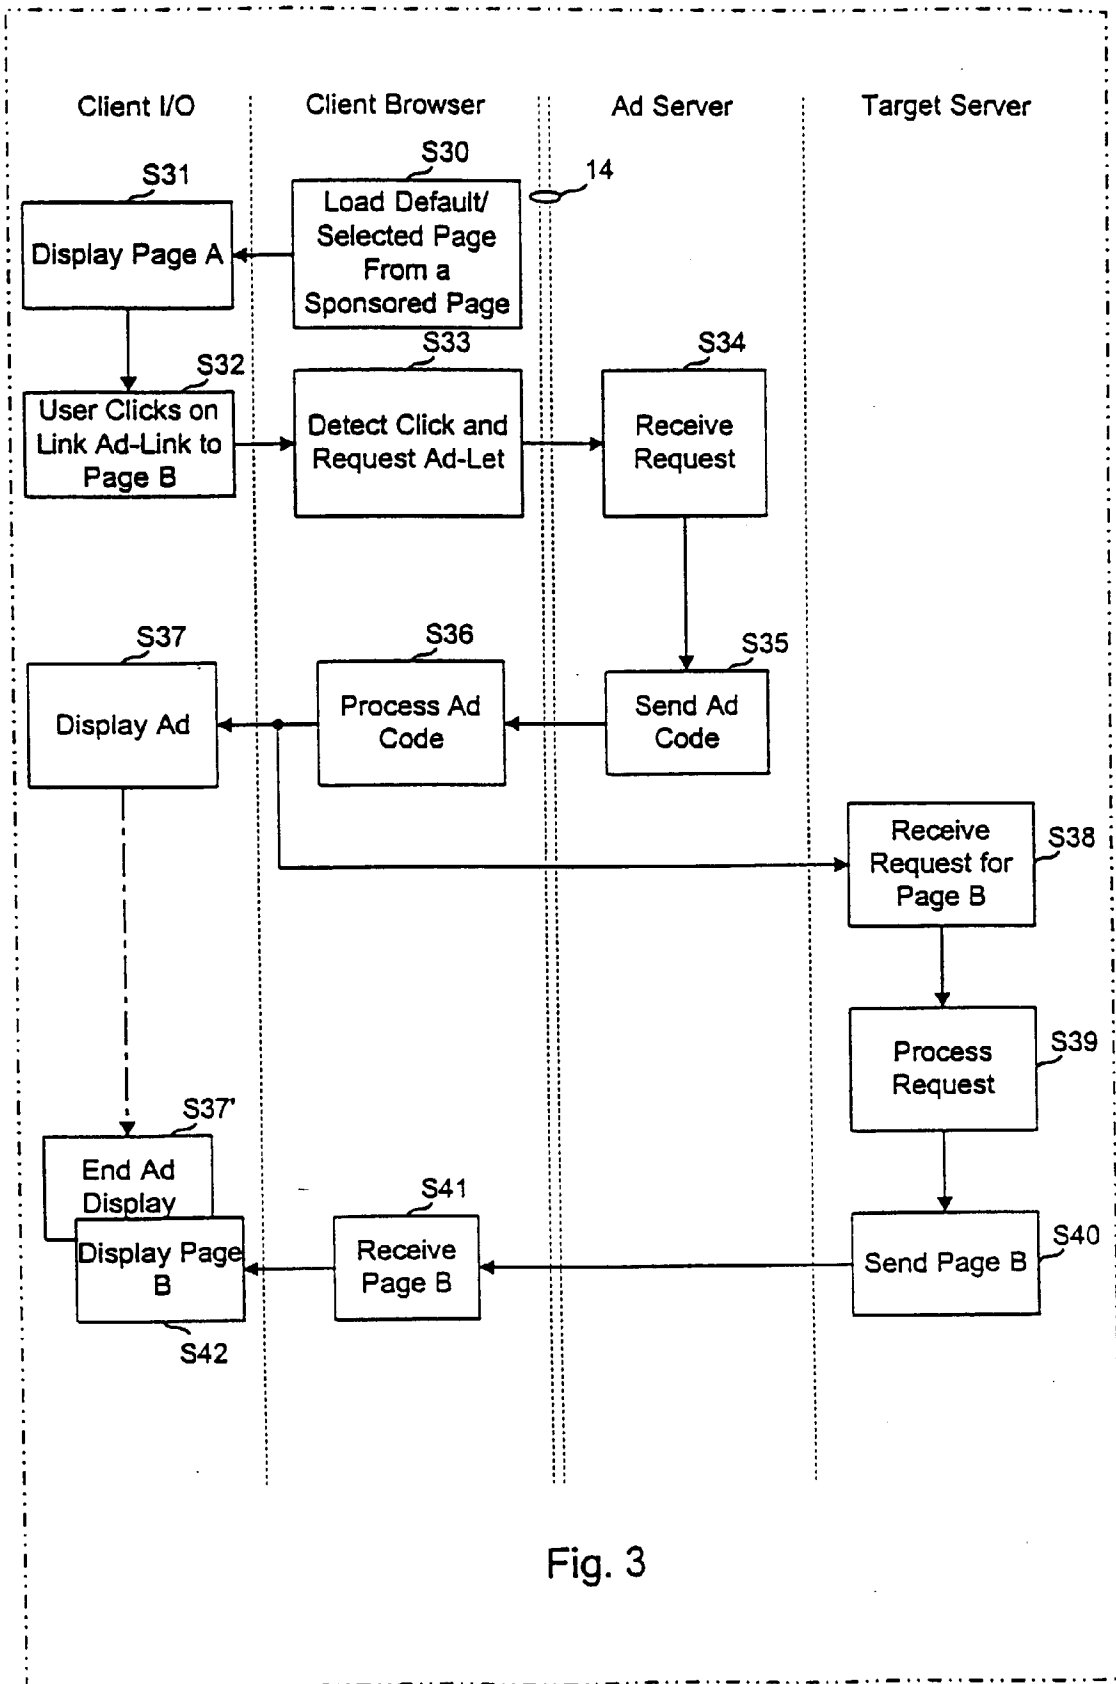 Client I/O
Client Browser
Ad Server
Target Server
S30
14
S31
Load Default/
Selected Page
From a
Sponsored Page
Display Page A
S32
S33
S34
User Clicks on
Link Ad-Link to
Page B
Detect Click and
Request Ad-Let
Receive
Request
S37
S36
S35
Display Ad
Process Ad
Code
Send Ad
Code
Receive
Request for
Page B
S38
Process
Request
S39
S37'
End Ad
Display
S41
Display Page
B
Receive
Page B
Send Page B
S40
S42
Fig. 3